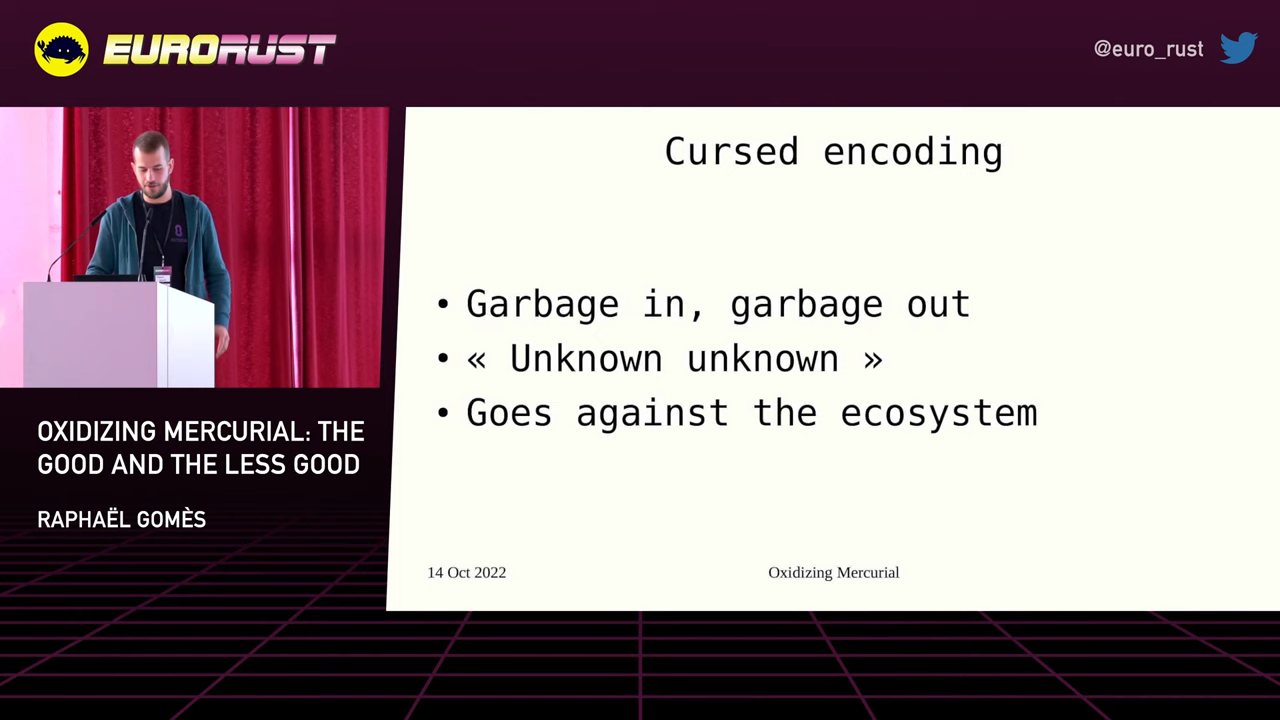 EURORUST
@euro_rust
Cursed encoding
• Garbage in, garbage out
• « Unknown unknown »
• Goes against the ecosystem
14 Oct 2022
Oxidizing Mercurial
OXIDIZING MERCURIAL: THE
GOOD AND THE LESS GOOD
RAPHAËL GOMÈS